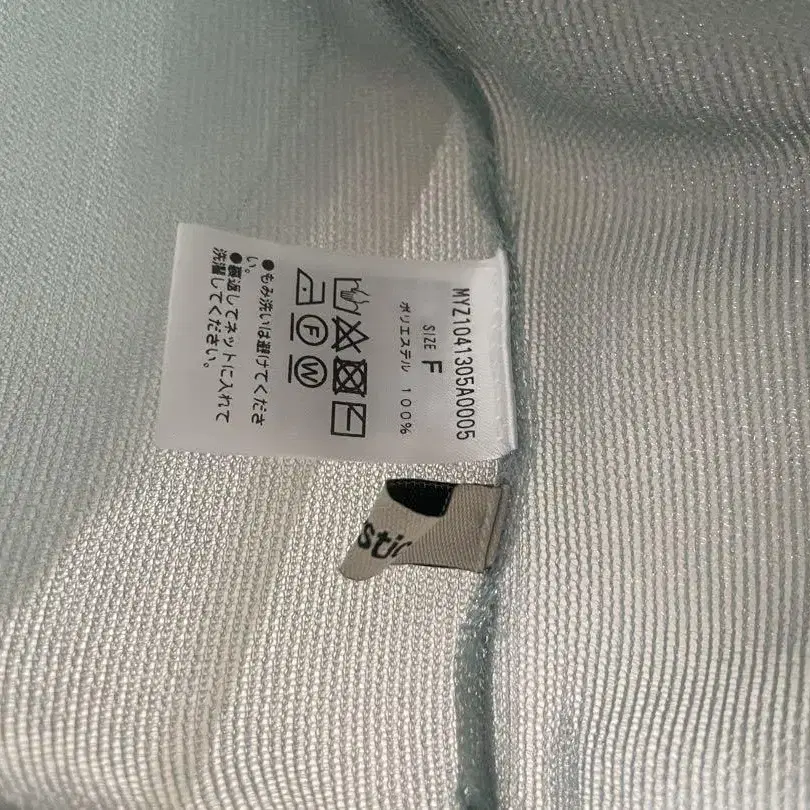 MYZ1041305A0005
SIZE F
ポリエステル 100%
F W
●もみ洗いは避けてくださ
い。
●裏返してネットに入れて
洗濯してください。